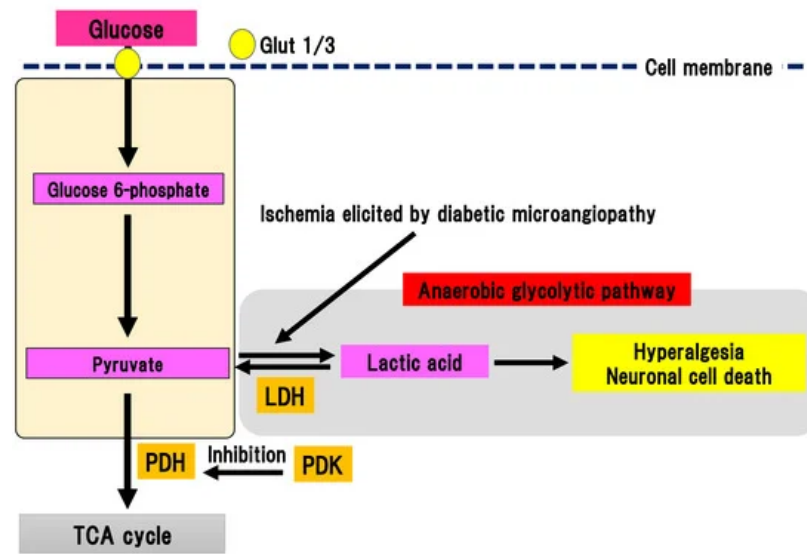 Glucose
Glut 1/3
Cell membrane
Glucose 6-phosphate
Ischemia elicited by diabetic microangiopathy
Anaerobic glycolytic pathway
Pyruvate
Lactic acid
Hyperalgesia
Neuronal cell death
LDH
PDH
Inhibition
PDK
TCA cycle